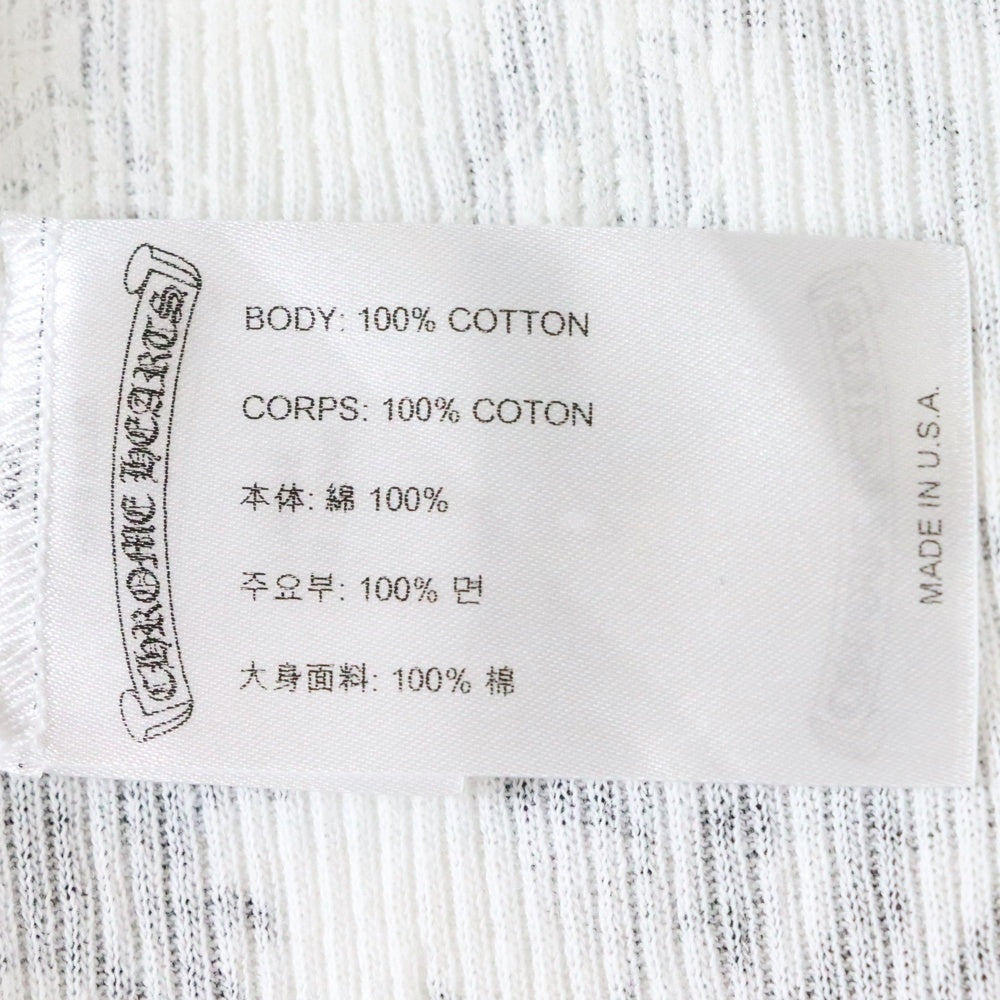 CHROME HEARTS
BODY: 100% COTTON
CORPS: 100% COTON
本体: 綿 100%
주요부: 100% 면
大身面料: 100% 棉
MADE IN U.S.A.